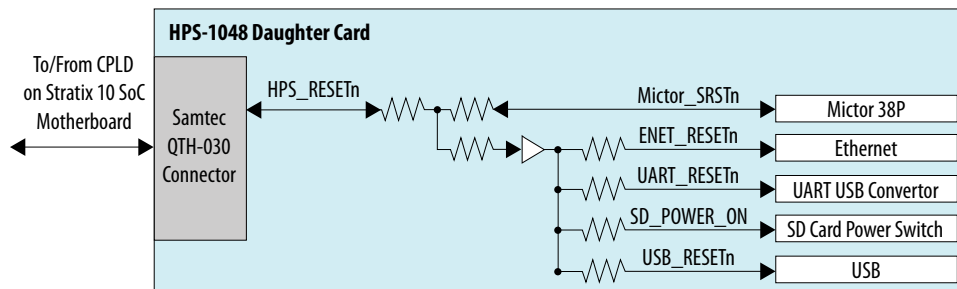 HPS-1048 Daughter Card
To/From CPLD
on Stratix 10 SoC
Motherboard
Samtec
QTH-030
Connector
HPS_RESETn
Mictor_SRSTn
Mictor 38P
ENET_RESETn
Ethernet
UART_RESETn
UART USB Convertor
SD_POWER_ON
SD Card Power Switch
USB_RESETn
USB